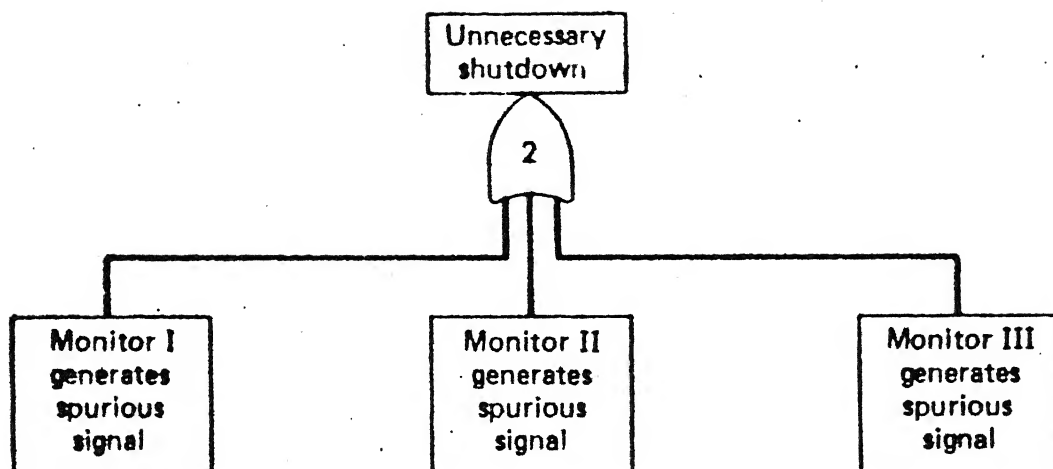 Unnecessary
shutdown
2
Monitor I
generates
spurious
signal
Monitor II
generates
spurious
signal
Monitor III
generates
spurious
signal